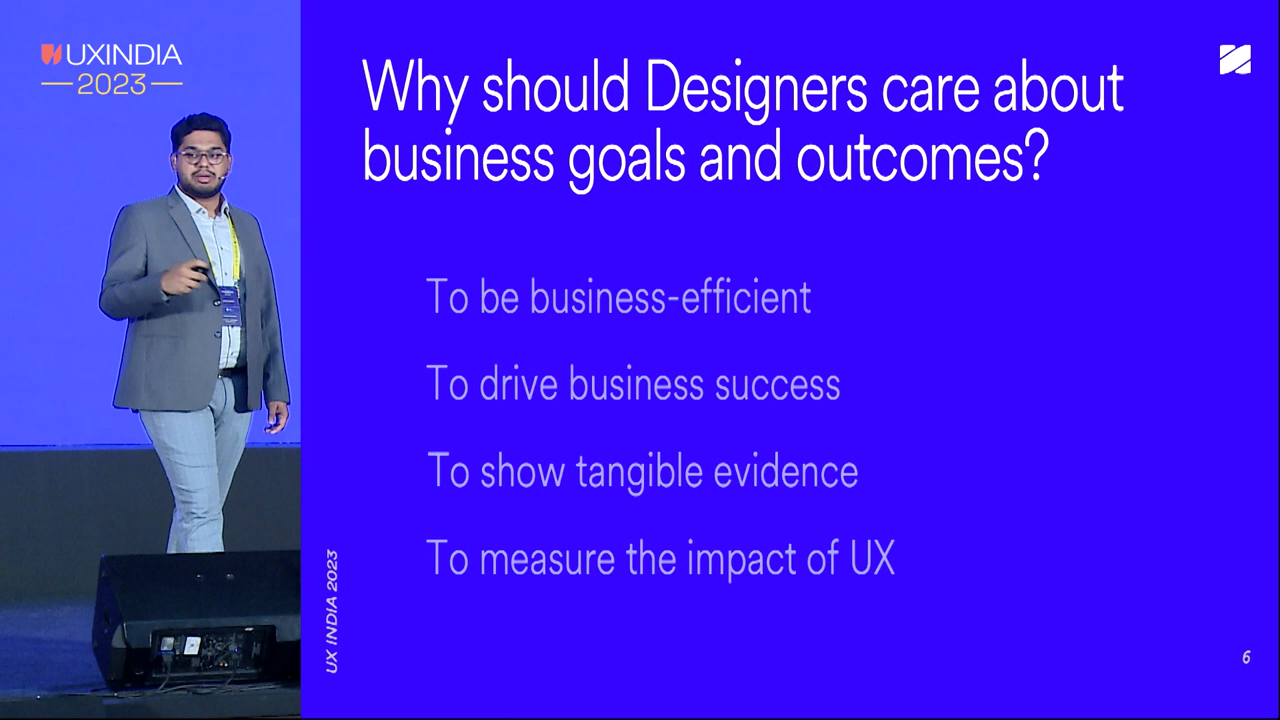 UXINDIA
2023
Why should Designers care about
business goals and outcomes?
To be business-efficient
To drive business success
To show tangible evidence
To measure the impact of UX
UX INDIA 2023
6